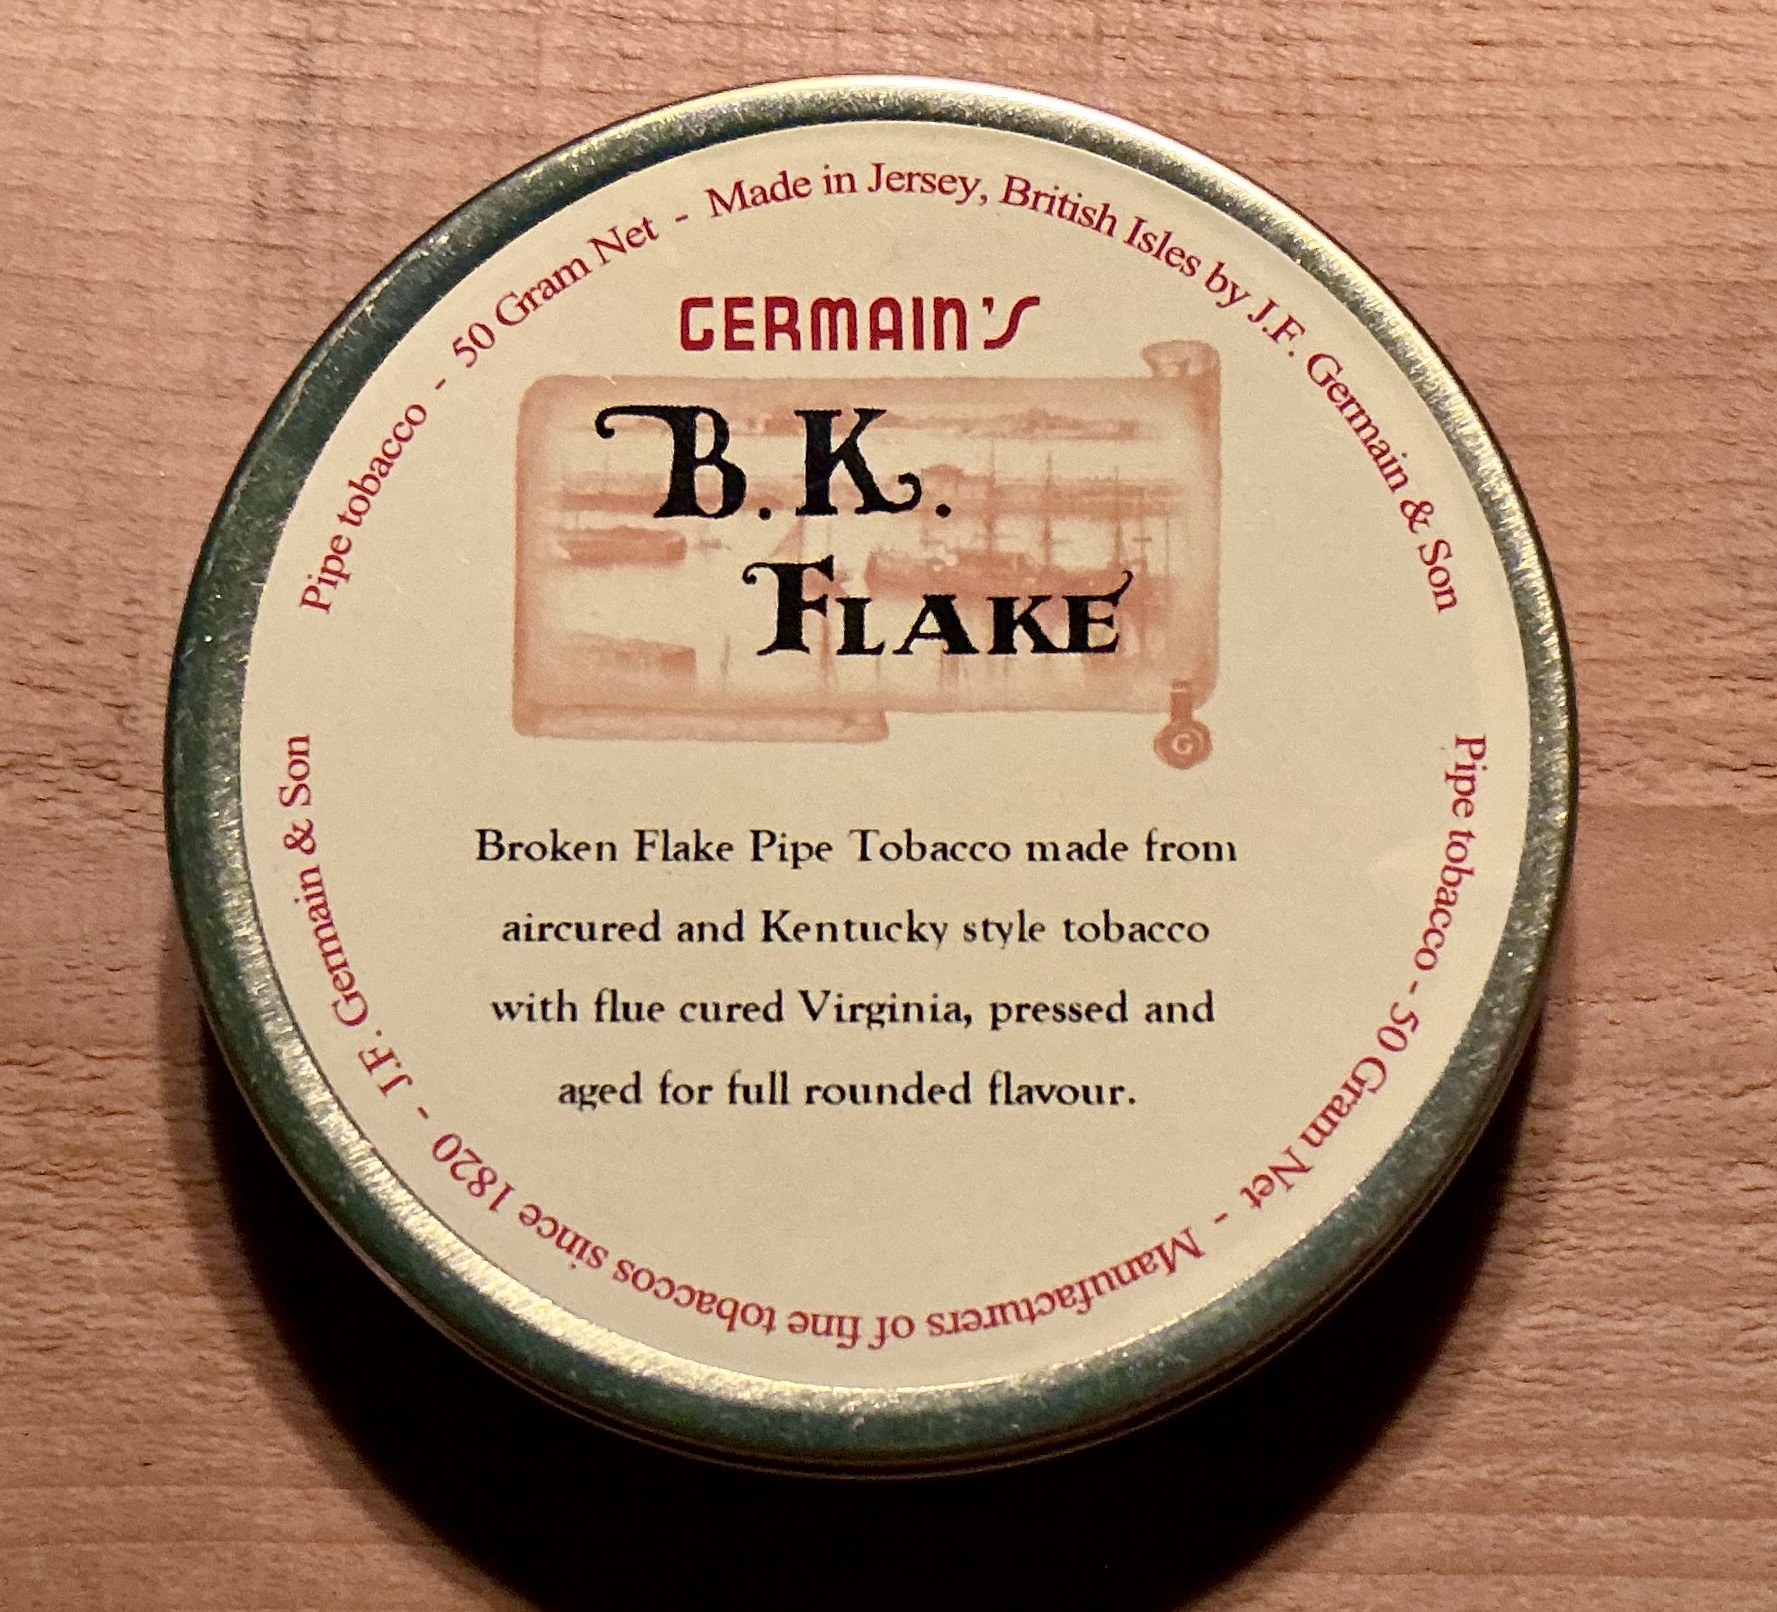 Pipe tobacco - 50 Gram Net - Made in Jersey, British Isles by J.F. Germain & Son
GERMAIN'S
B.K.
FLAKE
G
Broken Flake Pipe Tobacco made from
aircured and Kentucky style tobacco
with flue cured Virginia, pressed and
aged for full rounded flavour.
Pipe tobacco - 50 Gram Net - Manufacturers of fine tobaccos since 1820 - J.F. Germain & Son